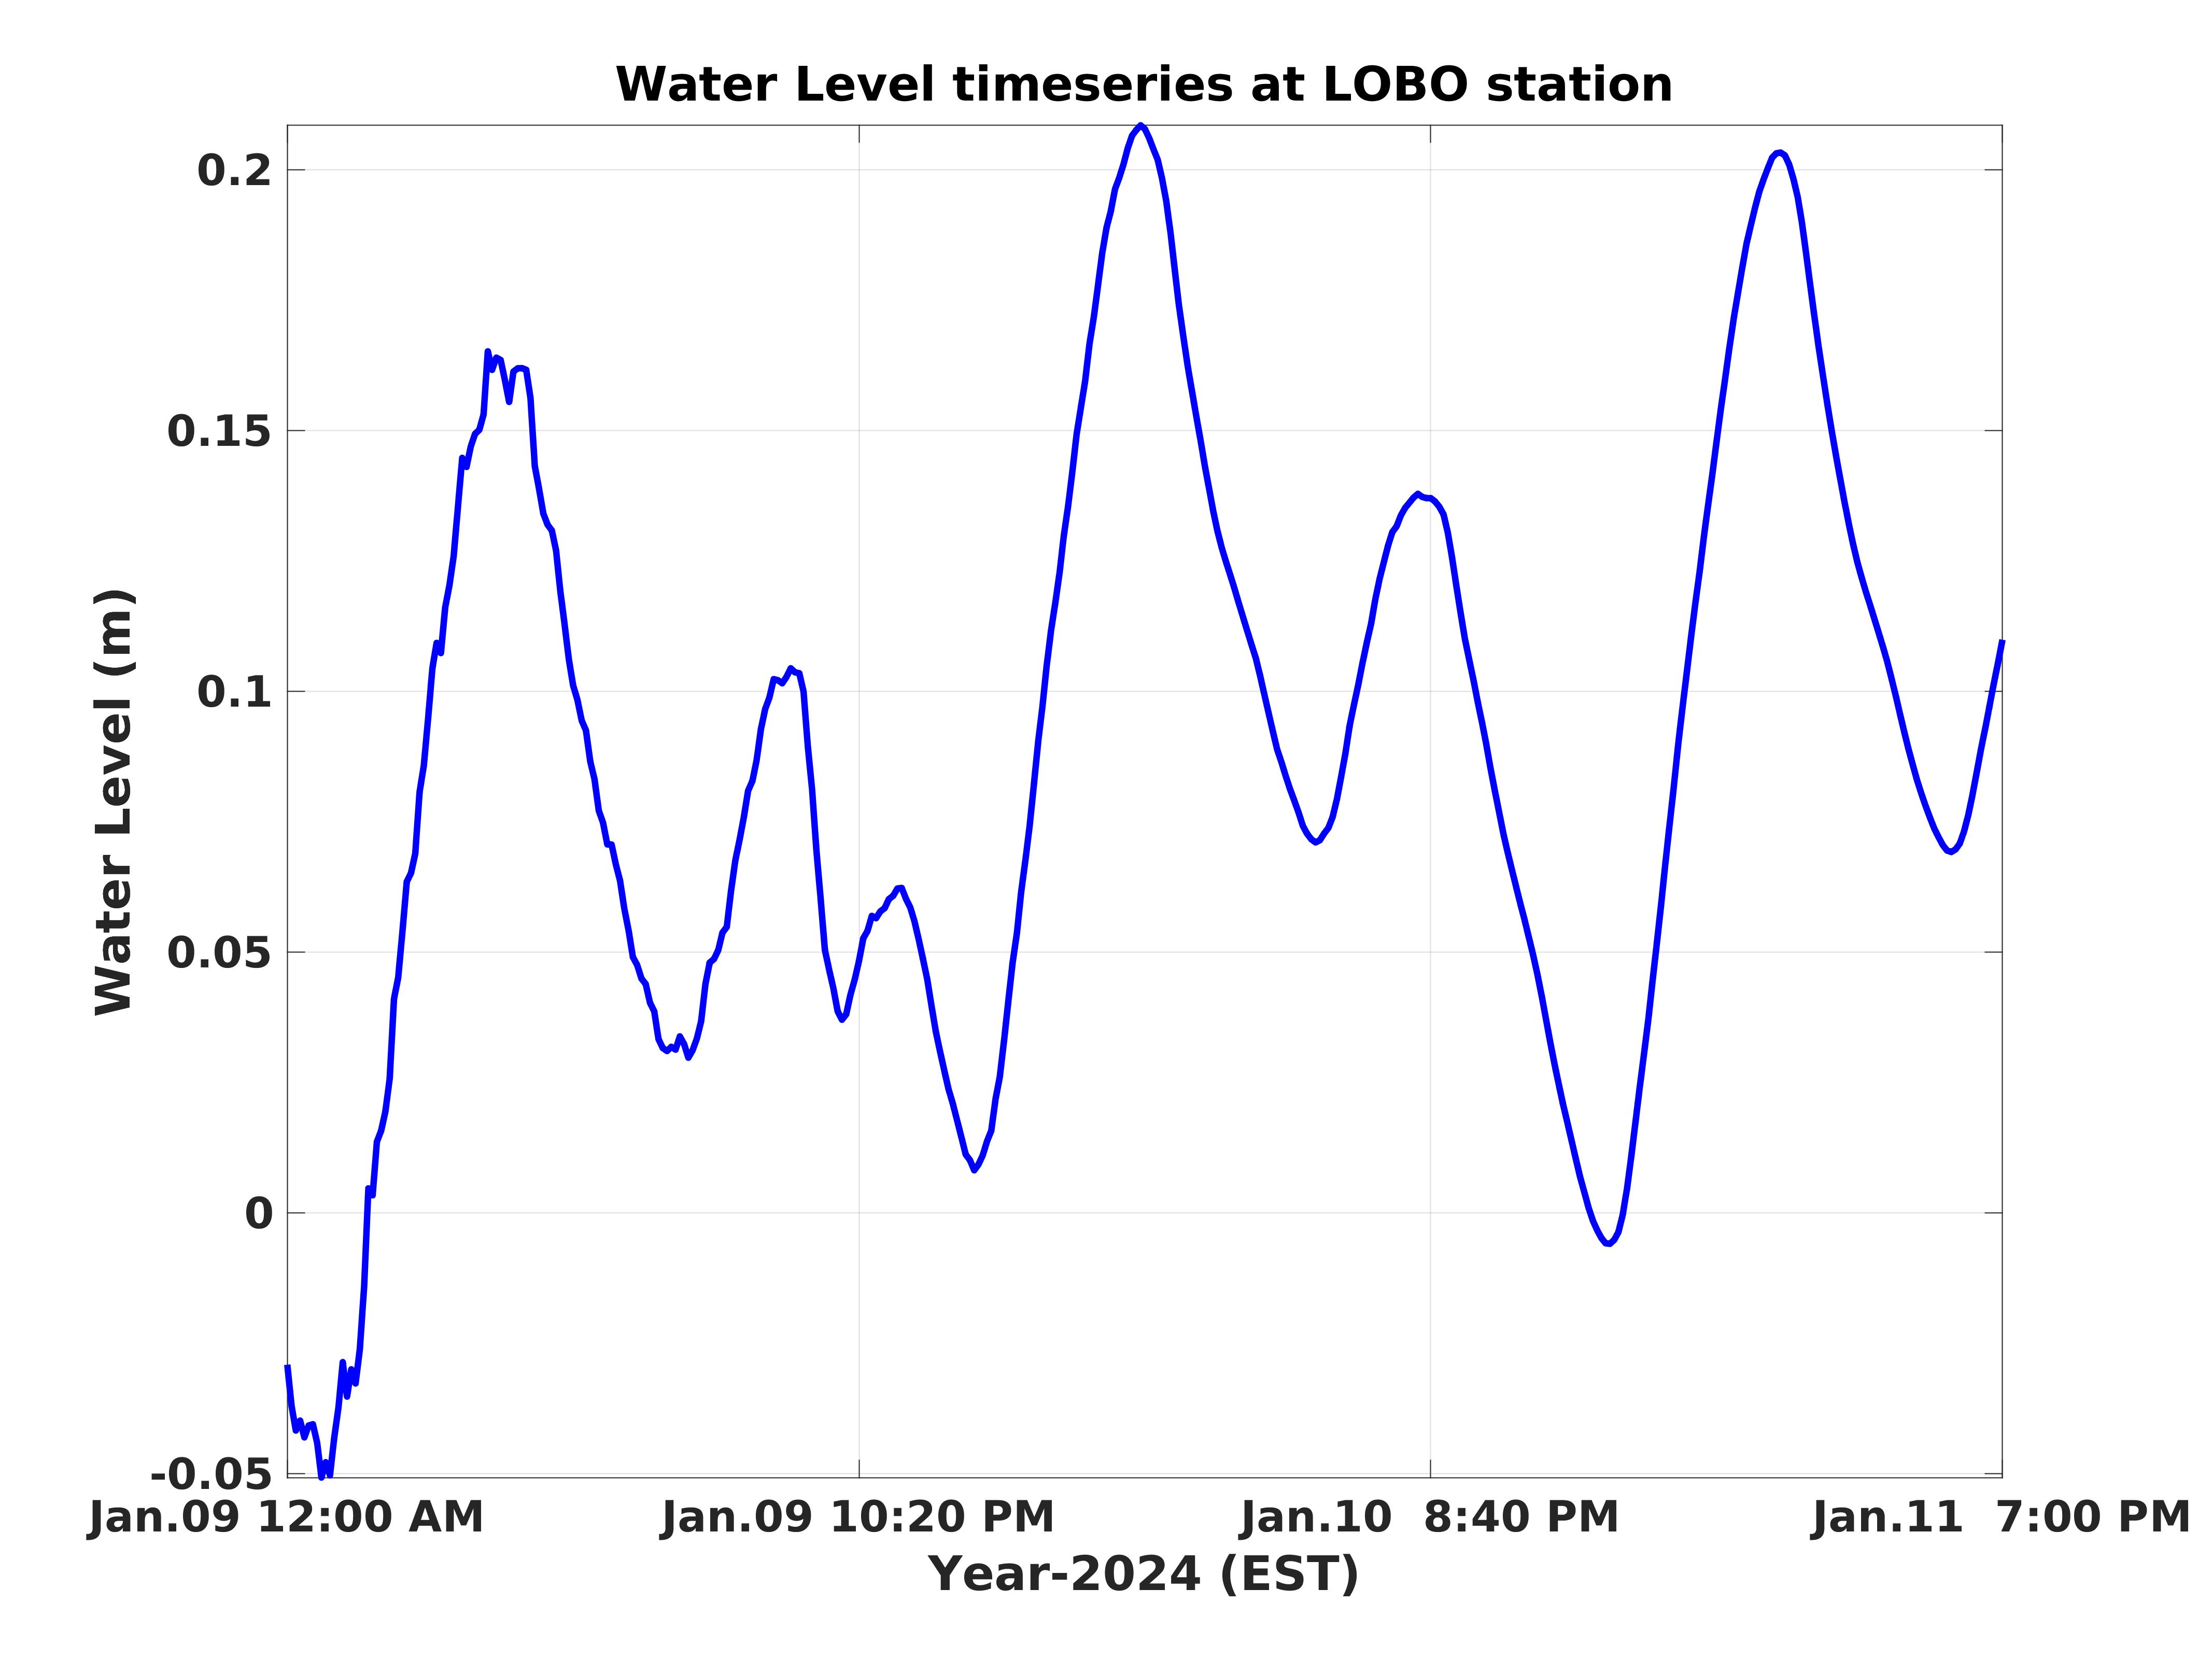 Water Level timeseries at LOBO station
0.2
0.15
0.1
0.05
0
-0.05
Water Level (m)
Jan.09 12:00 AM
Jan.09 10:20 PM
Jan.10 8:40 PM
Jan.11 7:00 PM
Year-2024 (EST)